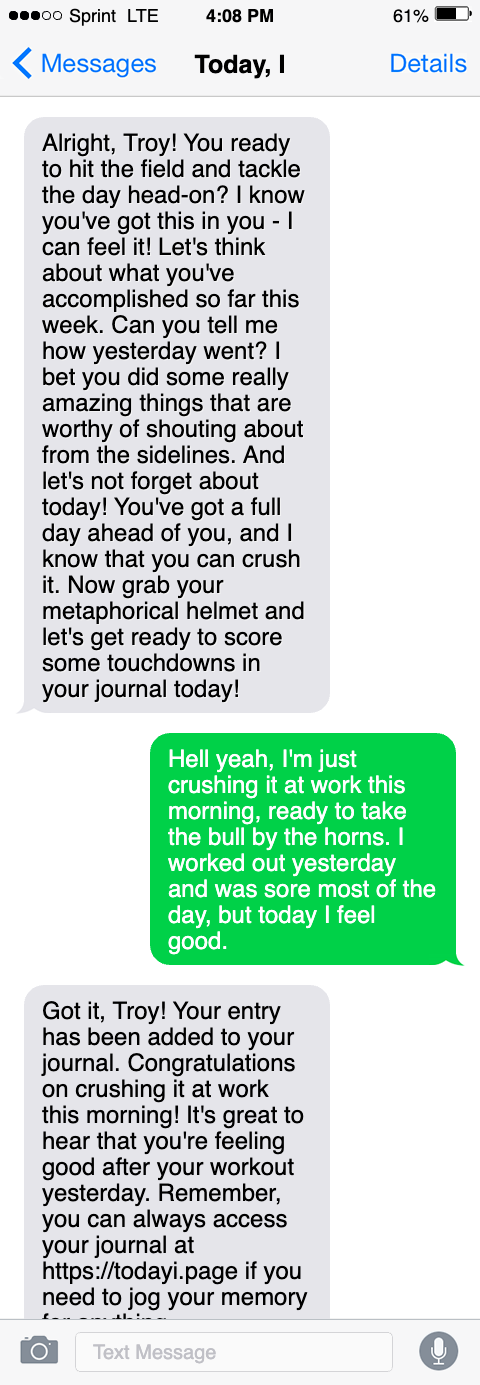 Sprint LTE 4:08 PM 61%
Messages Today, I Details
Alright, Troy! You ready
to hit the field and tackle
the day head-on? I know
you've got this in you - I
can feel it! Let's think
about what you've
accomplished so far this
week. Can you tell me
how yesterday went? I
bet you did some really
amazing things that are
worthy of shouting about
from the sidelines. And
let's not forget about
today! You've got a full
day ahead of you, and I
know that you can crush
it. Now grab your
metaphorical helmet and
let's get ready to score
some touchdowns in
your journal today!
Hell yeah, I'm just
crushing it at work this
morning, ready to take
the bull by the horns. I
worked out yesterday
and was sore most of the
day, but today I feel
good.
Got it, Troy! Your entry
has been added to your
journal. Congratulations
on crushing it at work
this morning! It's great to
hear that you're feeling
good after your workout
yesterday. Remember,
you can always access
your journal at
https://todayi.page if you
need to jog your memory
Text Message